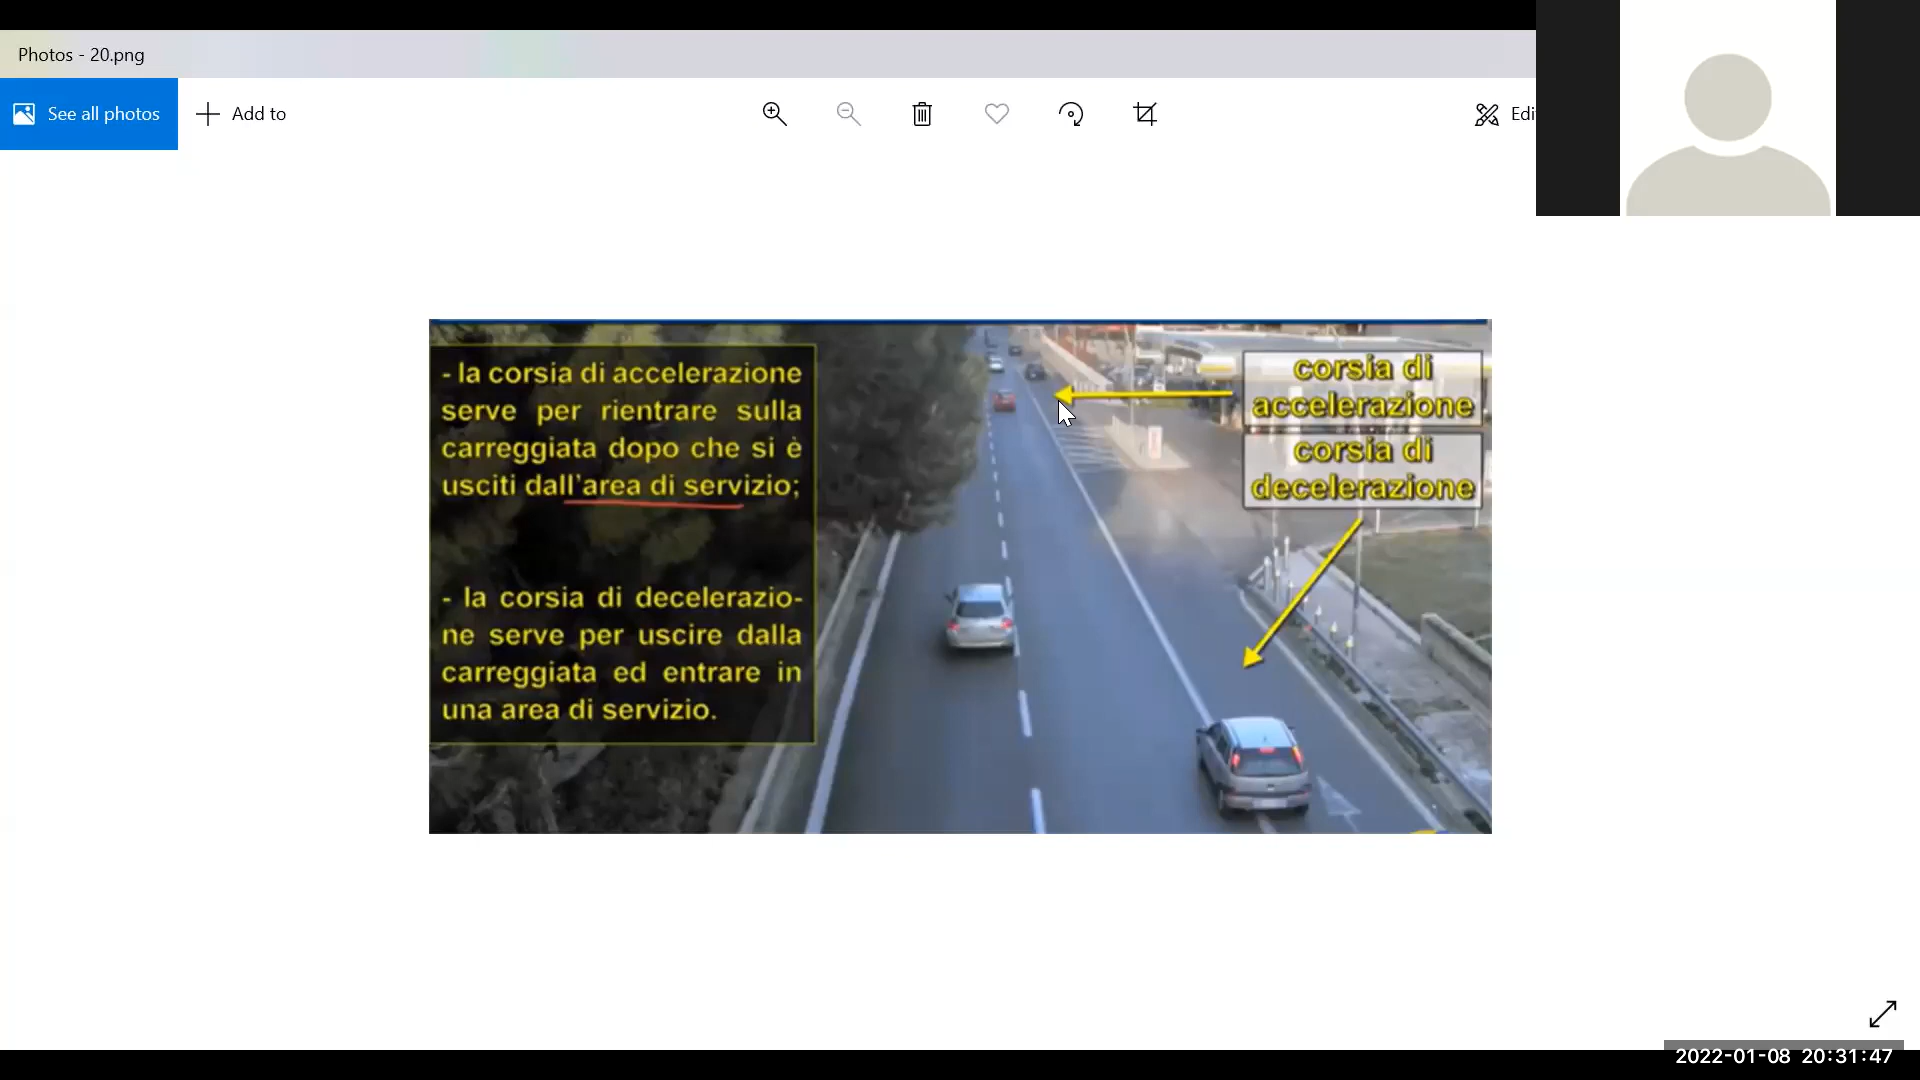 Photos - 20.png
See all photos
Add to
Edi
- la corsia di accelerazione
serve per rientrare sulla
carreggiata dopo che si è
usciti dall'area di servizio;
- la corsia di decelerazio-
ne serve per uscire dalla
carreggiata ed entrare in
una area di servizio.
corsia di
accelerazione
corsia di
decelerazione
2022-01-08 20:31:47